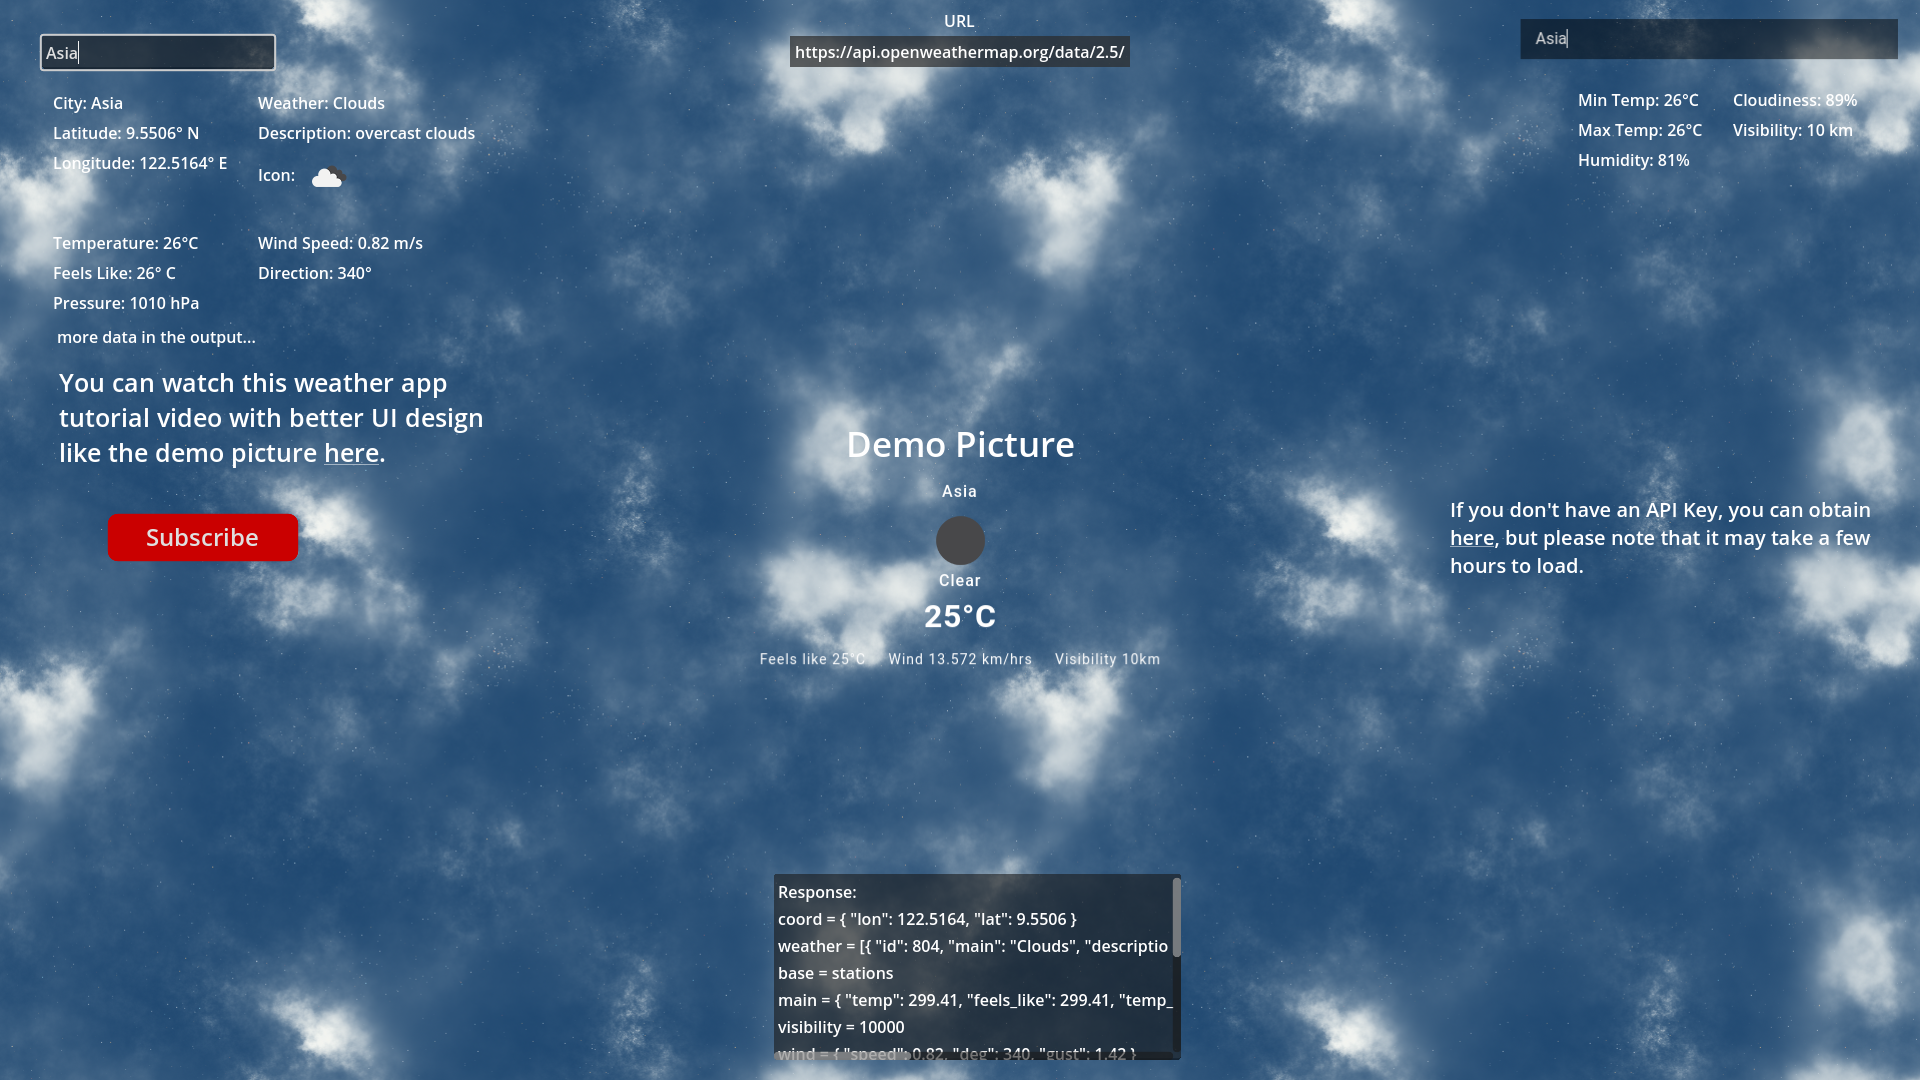 URL
https://api.openweathermap.org/data/2.5/
Asia
City: Asia
Latitude: 9.5506° N
Longitude: 122.5164° E
Weather: Clouds
Description: overcast clouds
Icon:
Temperature: 26°C
Feels Like: 26° C
Pressure: 1010 hPa
Wind Speed: 0.82 m/s
Direction: 340°
more data in the output...
You can watch this weather app
tutorial video with better UI design
like the demo picture here.
Subscribe
Demo Picture
Asia
Clear
25°C
Feels like 25°C Wind 13.572 km/hrs Visibility 10km
Response:
coord = { "lon": 122.5164, "lat": 9.5506 }
weather = [{ "id": 804, "main": "Clouds", "descriptio
base = stations
main = { "temp": 299.41, "feels_like": 299.41, "temp_
visibility = 10000
wind = { "speed": 0.82, "deg": 340, "gust": 1.42 }
Asia
Min Temp: 26°C
Max Temp: 26°C
Humidity: 81%
Cloudiness: 89%
Visibility: 10 km
If you don't have an API Key, you can obtain
here, but please note that it may take a few
hours to load.